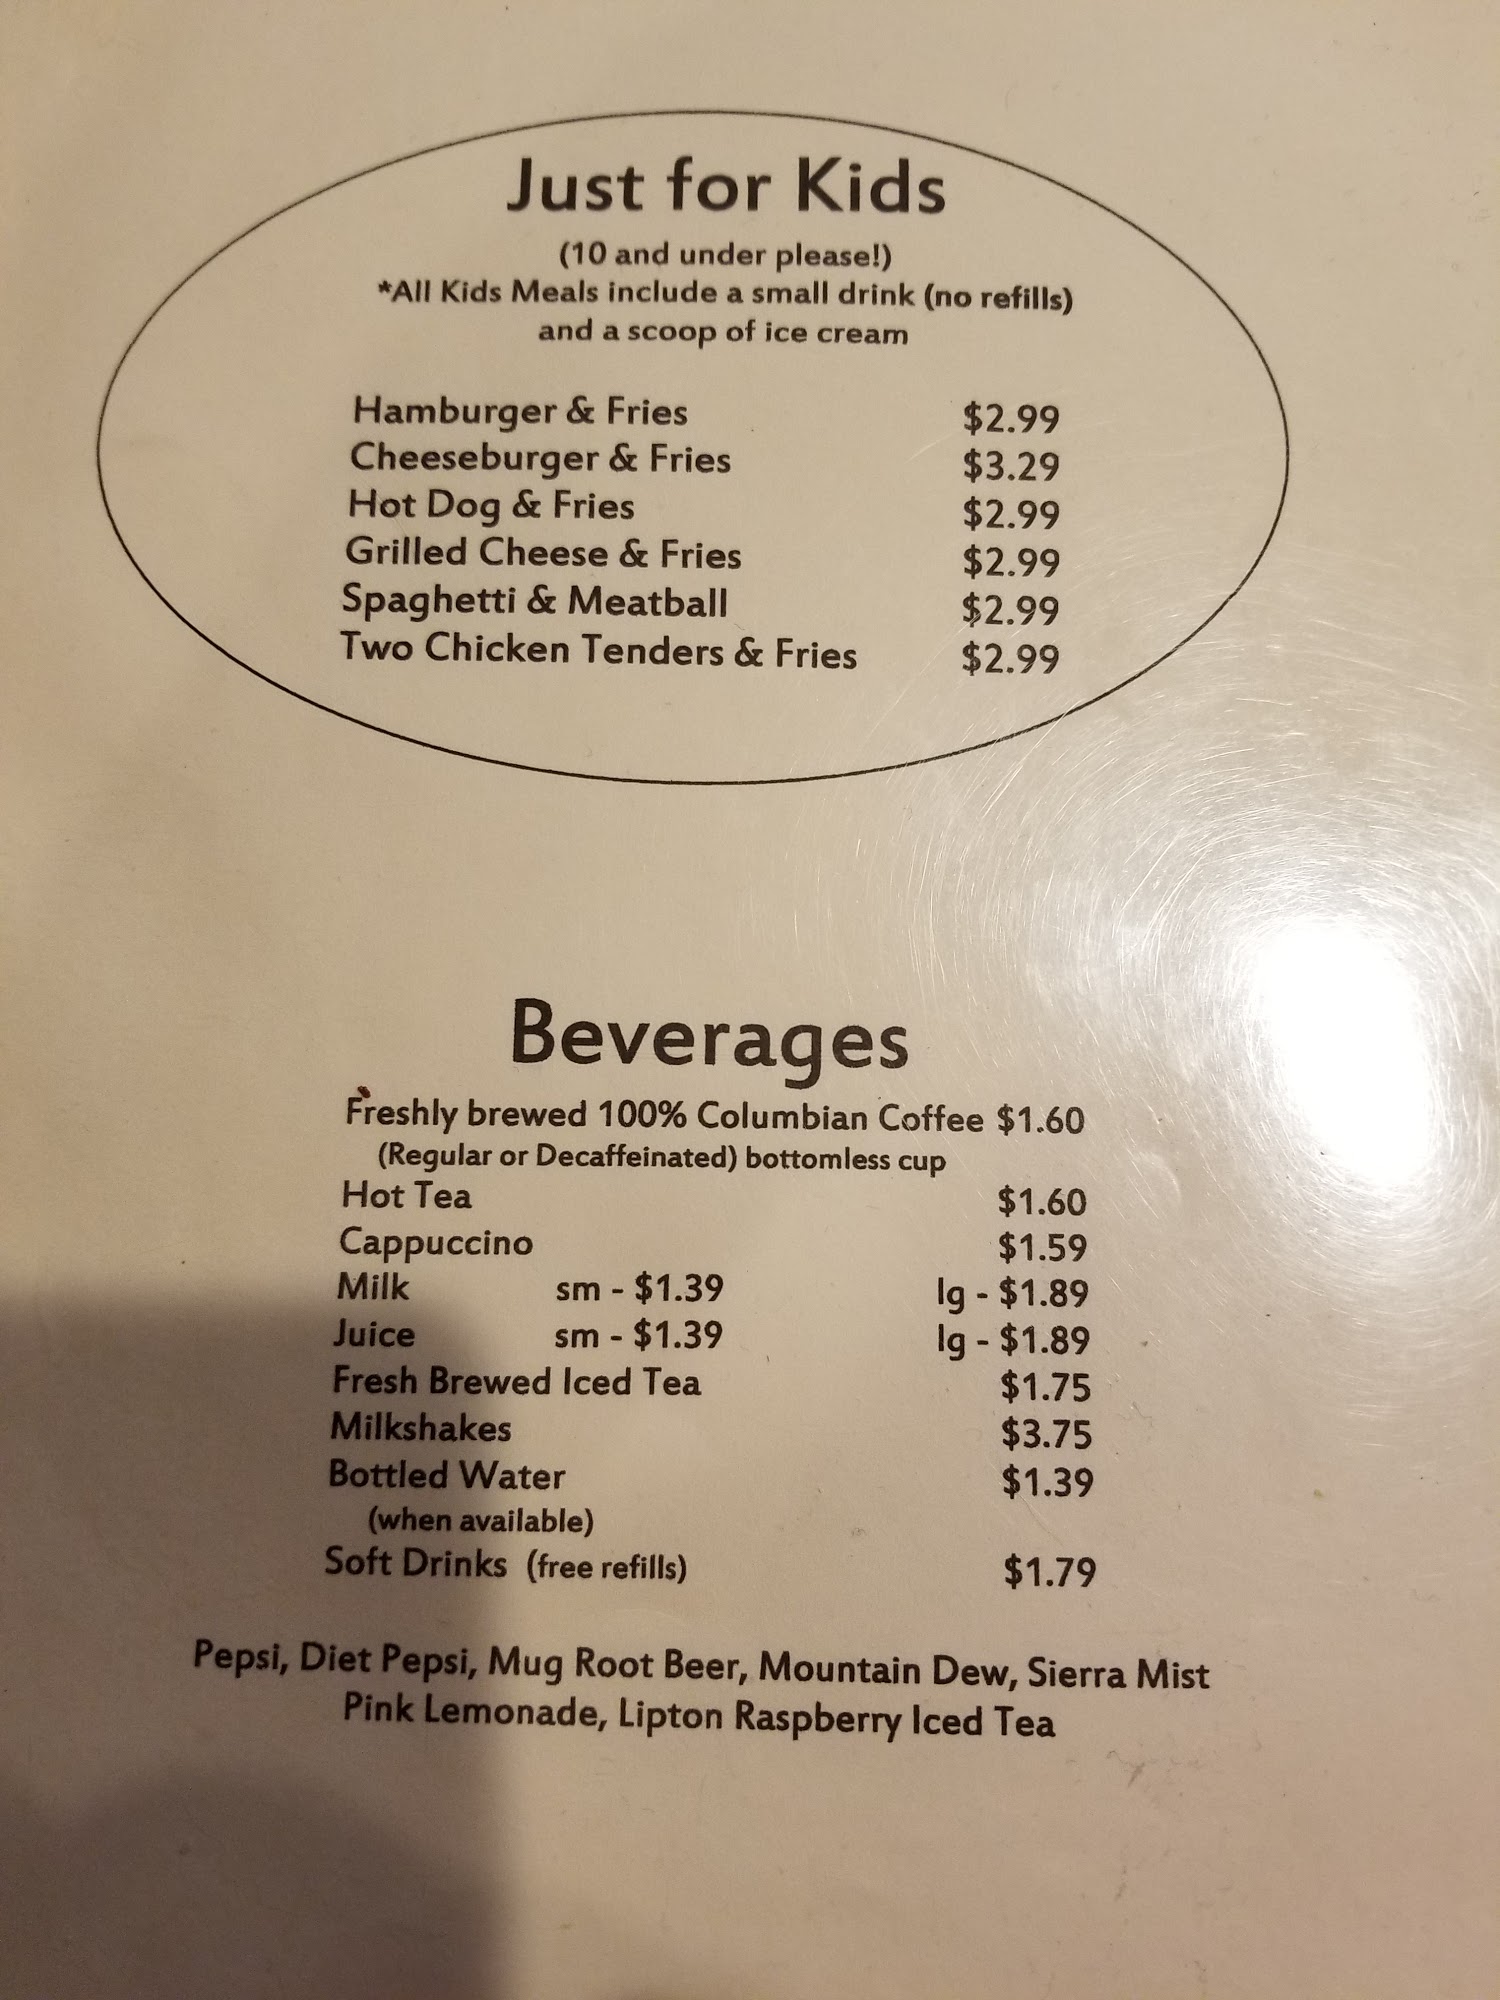 Just for Kids
(10 and under please!)
*All Kids Meals include a small drink (no refills)
and a scoop of ice cream
Hamburger & Fries $2.99
Cheeseburger & Fries $3.29
Hot Dog & Fries $2.99
Grilled Cheese & Fries $2.99
Spaghetti & Meatball $2.99
Two Chicken Tenders & Fries $2.99
Beverages
Freshly brewed 100% Columbian Coffee $1.60
(Regular or Decaffeinated) bottomless cup
Hot Tea $1.60
Cappuccino $1.59
Milk sm - $1.39 lg - $1.89
Juice sm - $1.39 lg - $1.89
Fresh Brewed Iced Tea $1.75
Milkshakes $3.75
Bottled Water $1.39
(when available)
Soft Drinks (free refills) $1.79
Pepsi, Diet Pepsi, Mug Root Beer, Mountain Dew, Sierra Mist
Pink Lemonade, Lipton Raspberry Iced Tea